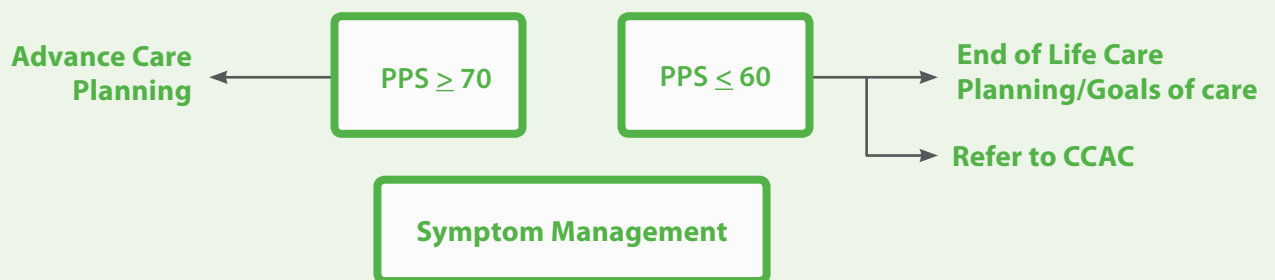 Advance Care
Planning
PPS ≥ 70
PPS ≤ 60
End of Life Care
Planning/Goals of care
Refer to CCAC
Symptom Management